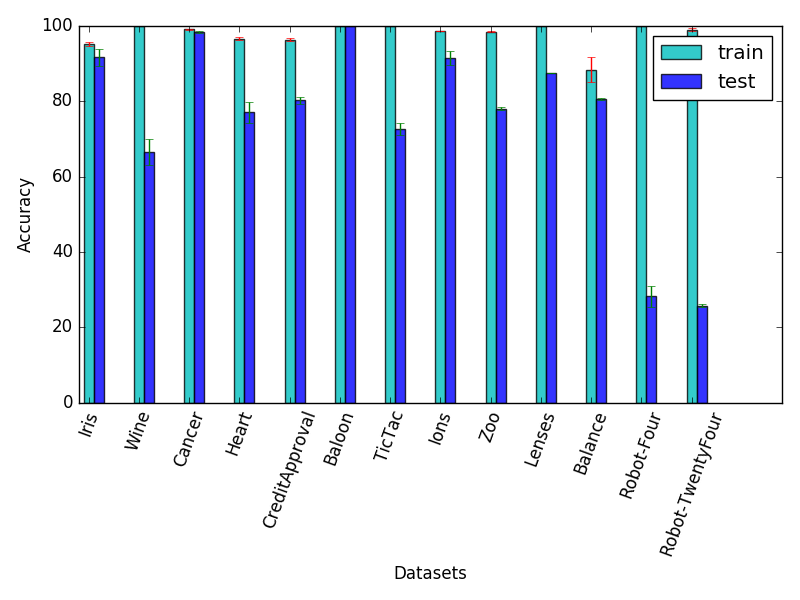 100
80
60
40
20
0
Accuracy
train
test
Iris
Wine
Cancer
Heart
CreditApproval
Baloon
TicTac
Ions
Zoo
Lenses
Balance
Robot-Four
Robot-TwentyFour
Datasets